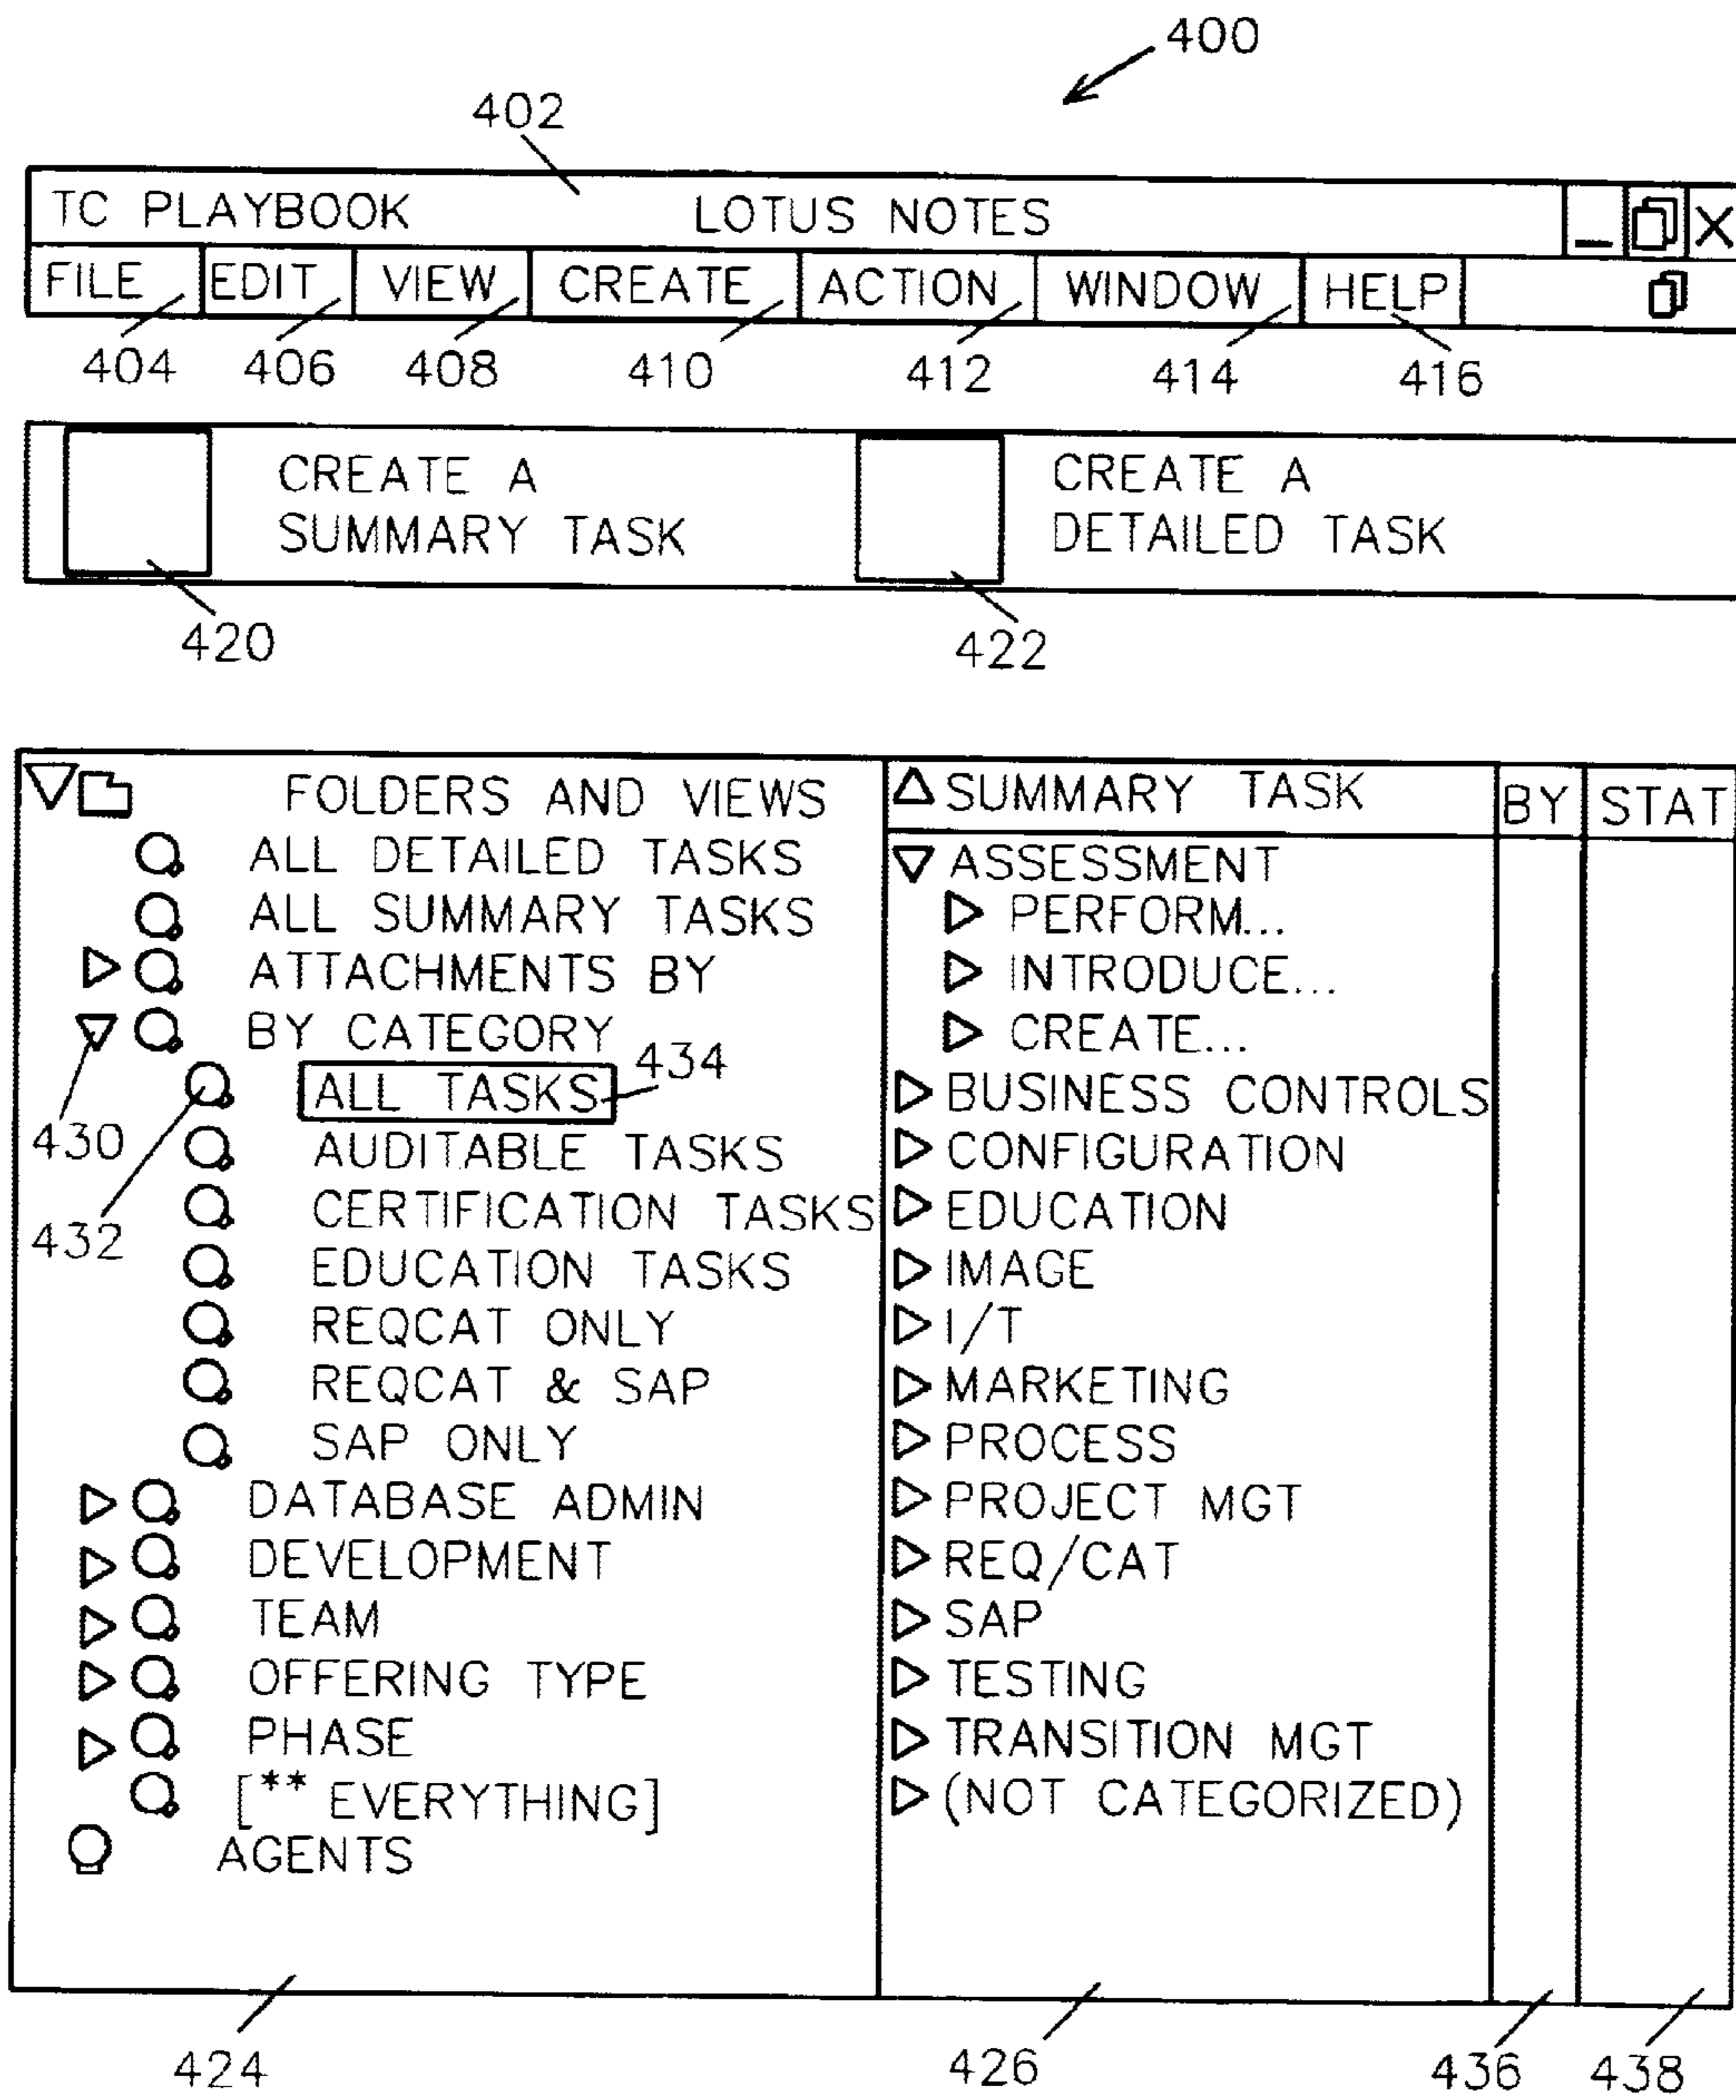 400
402
TC PLAYBOOK LOTUS NOTES
FILE EDIT VIEW CREATE ACTION WINDOW HELP
404 406 408 410 412 414 416
CREATE A
SUMMARY TASK
CREATE A
DETAILED TASK
420 422
FOLDERS AND VIEWS
ALL DETAILED TASKS
ALL SUMMARY TASKS
ATTACHMENTS BY
BY CATEGORY
ALL TASKS 434
430
AUDITABLE TASKS
CERTIFICATION TASKS
432
EDUCATION TASKS
REQCAT ONLY
REQCAT & SAP
SAP ONLY
DATABASE ADMIN
DEVELOPMENT
TEAM
OFFERING TYPE
PHASE
[** EVERYTHING]
AGENTS
SUMMARY TASK BY STAT
ASSESSMENT
PERFORM...
INTRODUCE...
CREATE...
BUSINESS CONTROLS
CONFIGURATION
EDUCATION
IMAGE
I/T
MARKETING
PROCESS
PROJECT MGT
REQ/CAT
SAP
TESTING
TRANSITION MGT
(NOT CATEGORIZED)
424 426 436 438